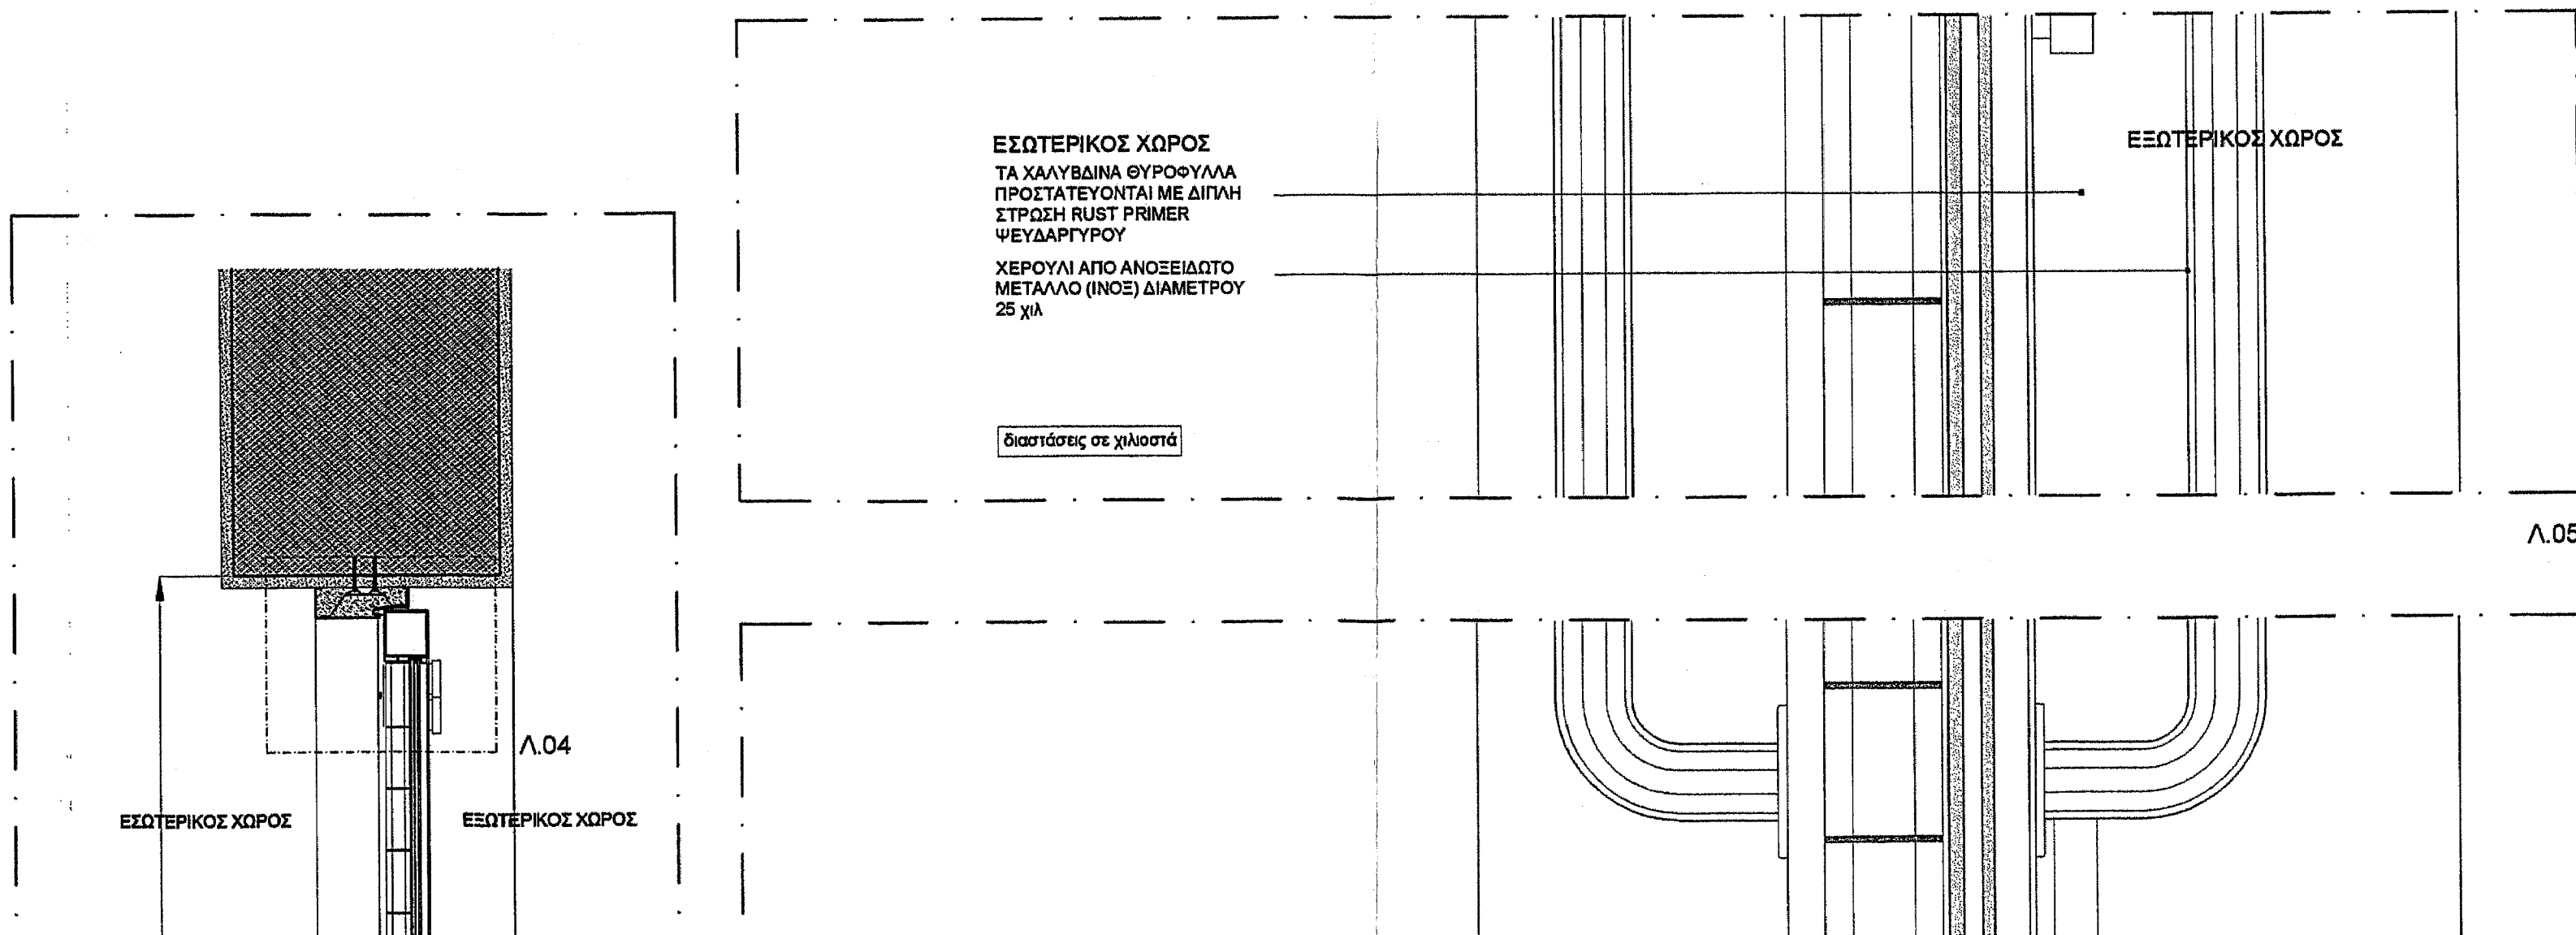 ΕΣΩΤΕΡΙΚΟΣ ΧΩΡΟΣ
ΤΑ ΧΑΛΥΒΔΙΝΑ ΘΥΡΟΦΥΛΛΑ
ΠΡΟΣΤΑΤΕΥΟΝΤΑΙ ΜΕ ΔΙΠΛΗ
ΣΤΡΩΣΗ RUST PRIMER
ΨΕΥΔΑΡΓΥΡΟΥ
ΧΕΡΟΥΛΙ ΑΠΟ ΑΝΟΞΕΙΔΩΤΟ
ΜΕΤΑΛΛΟ (ΙΝΟΞ) ΔΙΑΜΕΤΡΟΥ
25 χιλ
διαστάσεις σε χιλιοστά
ΕΞΩΤΕΡΙΚΟΣ ΧΩΡΟΣ
Λ.05
Λ.04
ΕΣΩΤΕΡΙΚΟΣ ΧΩΡΟΣ
ΕΞΩΤΕΡΙΚΟΣ ΧΩΡΟΣ